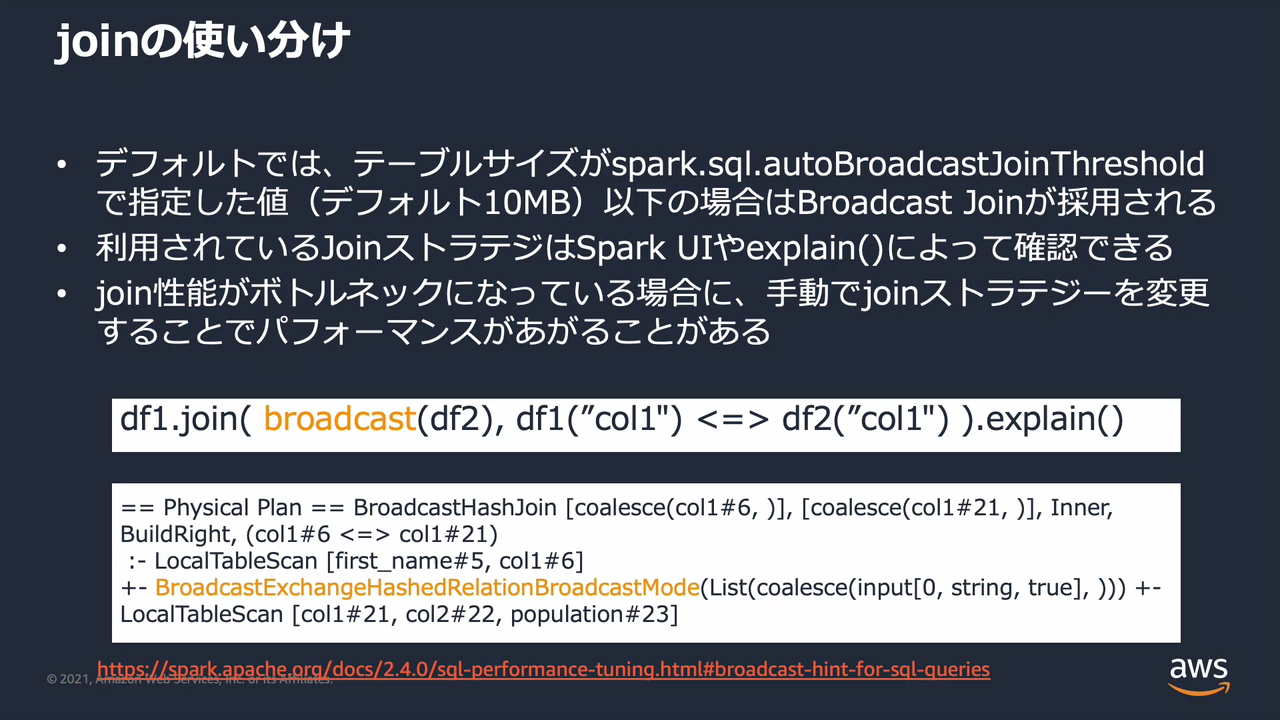 joinの使い分け
• デフォルトでは、テーブルサイズがspark.sql.autoBroadcastJoinThreshold
で指定した値（デフォルト10MB）以下の場合はBroadcast Joinが採用される
• 利用されているJoinストラテジはSpark UIやexplain()によって確認できる
• join性能がボトルネックになっている場合に、手動でjoinストラテジーを変更
することでパフォーマンスがあがることがある
df1.join( broadcast(df2), df1(”col1") <=> df2(”col1") ).explain()
== Physical Plan == BroadcastHashJoin [coalesce(col1#6, )], [coalesce(col1#21, )], Inner,
BuildRight, (col1#6 <=> col1#21)
:- LocalTableScan [first_name#5, col1#6]
+- BroadcastExchangeHashedRelationBroadcastMode(List(coalesce(input[0, string, true], ))) +-
LocalTableScan [col1#21, col2#22, population#23]
https://spark.apache.org/docs/2.4.0/sql-performance-tuning.html#broadcast-hint-for-sql-queries
© 2021, Amazon Web Services, Inc. or its Affiliates.
aws